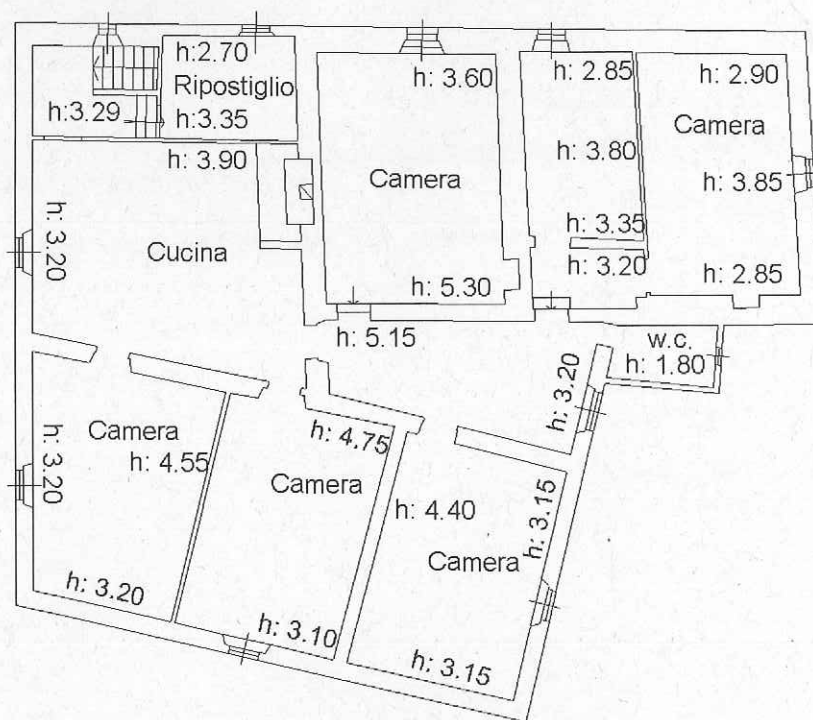 h:2.70
Ripostiglio
h:3.35
h:3.29
h: 3.90
h: 3.20
Cucina
h: 3.60
Camera
h: 5.30
h: 5.15
h: 2.85
h: 3.80
h: 3.35
h: 3.20
h: 2.90
Camera
h: 3.85
h: 2.85
w.c.
h: 1.80
h: 3.20
Camera
h: 4.55
h: 3.20
h: 3.20
h: 4.75
Camera
h: 3.10
h: 4.40
h: 3.15
Camera
h: 3.15